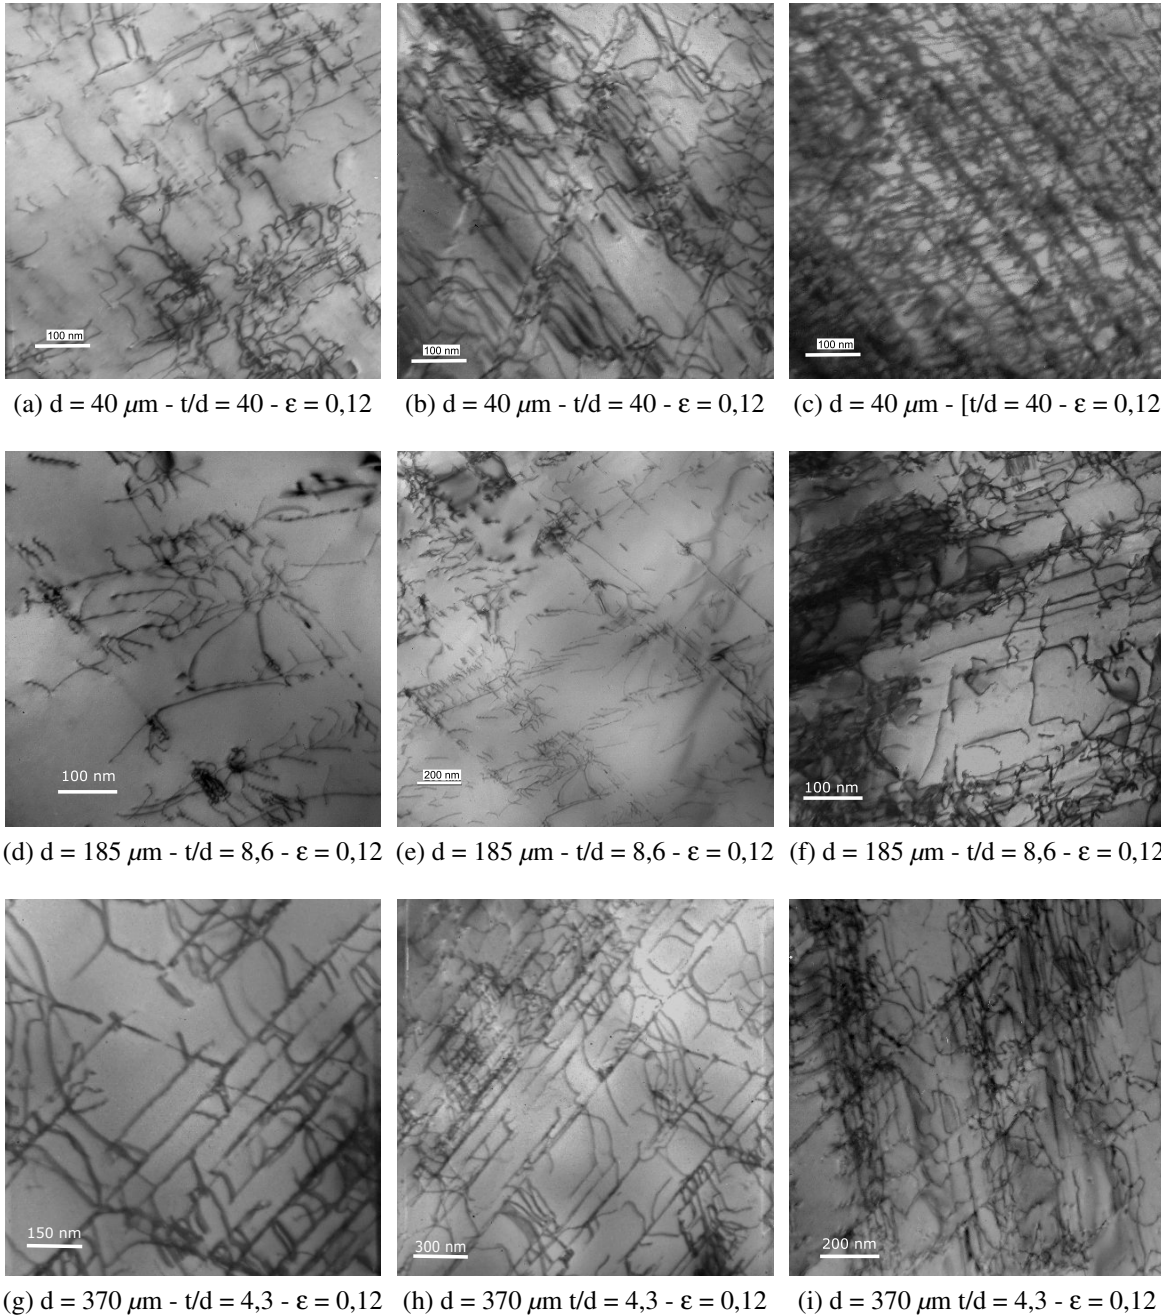 100 nm 100 nm 100 nm
(a) d = 40 μm - t/d = 40 - ε = 0,12 (b) d = 40 μm - t/d = 40 - ε = 0,12 (c) d = 40 μm - [t/d = 40 - ε = 0,12
100 nm 200 nm 100 nm
(d) d = 185 μm - t/d = 8,6 - ε = 0,12 (e) d = 185 μm - t/d = 8,6 - ε = 0,12 (f) d = 185 μm - t/d = 8,6 - ε = 0,12
150 nm 300 nm 200 nm
(g) d = 370 μm - t/d = 4,3 - ε = 0,12 (h) d = 370 μm t/d = 4,3 - ε = 0,12 (i) d = 370 μm t/d = 4,3 - ε = 0,12